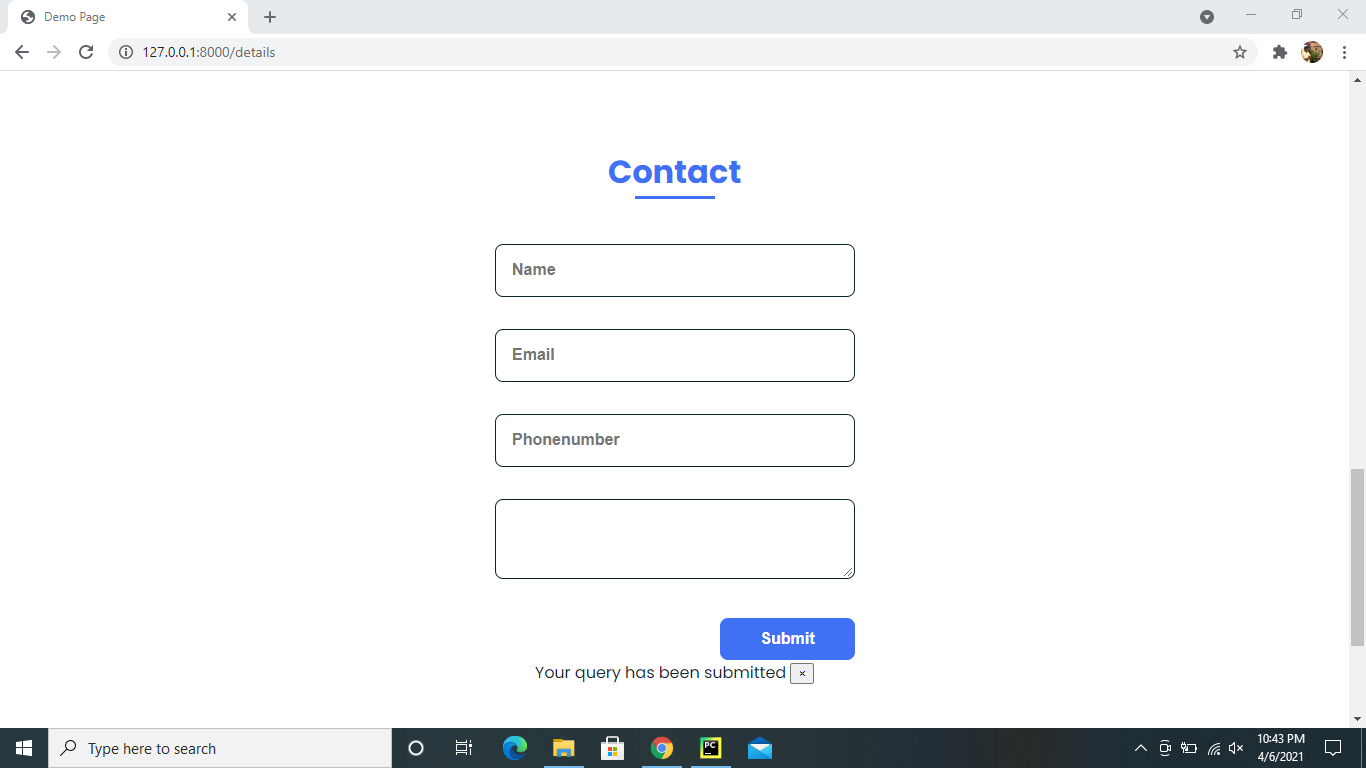 Demo Page
127.0.0.1:8000/details
Contact
Name
Email
Phonenumber
Submit
Your query has been submitted ×
Type here to search
PC
10:43 PM
4/6/2021